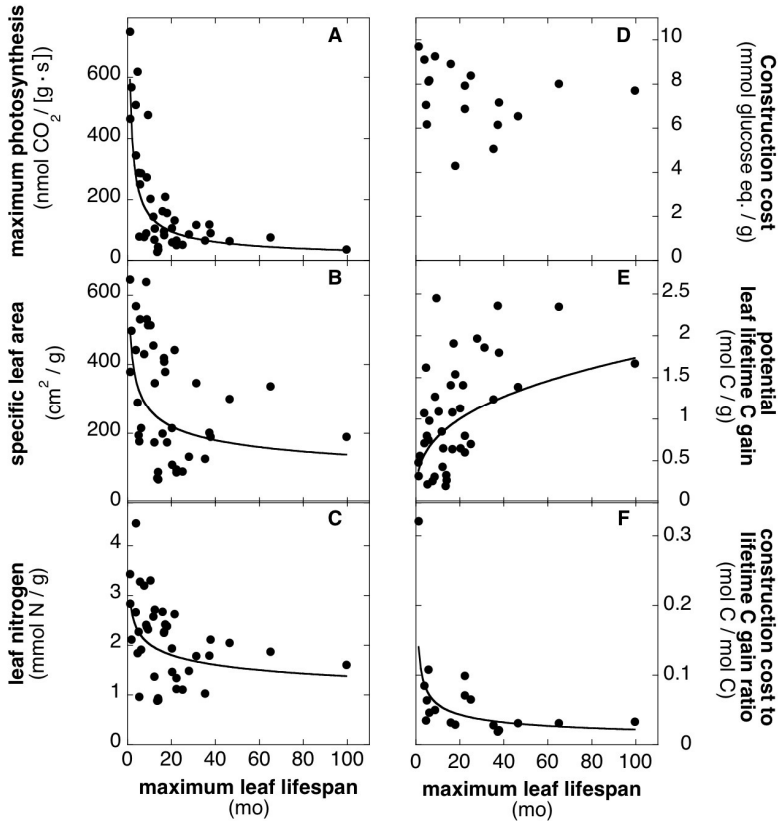 maximum photosynthesis
(nmol CO2 / [g · s])
600
400
200
0
A
D
10
8
6
4
2
0
Construction cost
(mmol glucose eq. / g)
specific leaf area
(cm2 / g)
600
400
200
0
B
E
2.5
2
1.5
1
0.5
0
potential
leaf lifetime C gain
(mol C / g)
leaf nitrogen
(mmol N / g)
4
3
2
1
0
C
F
0.3
0.2
0.1
0
construction cost to
lifetime C gain ratio
(mol C / mol C)
0 20 40 60 80 100
maximum leaf lifespan
(mo)
0 20 40 60 80 100
maximum leaf lifespan
(mo)